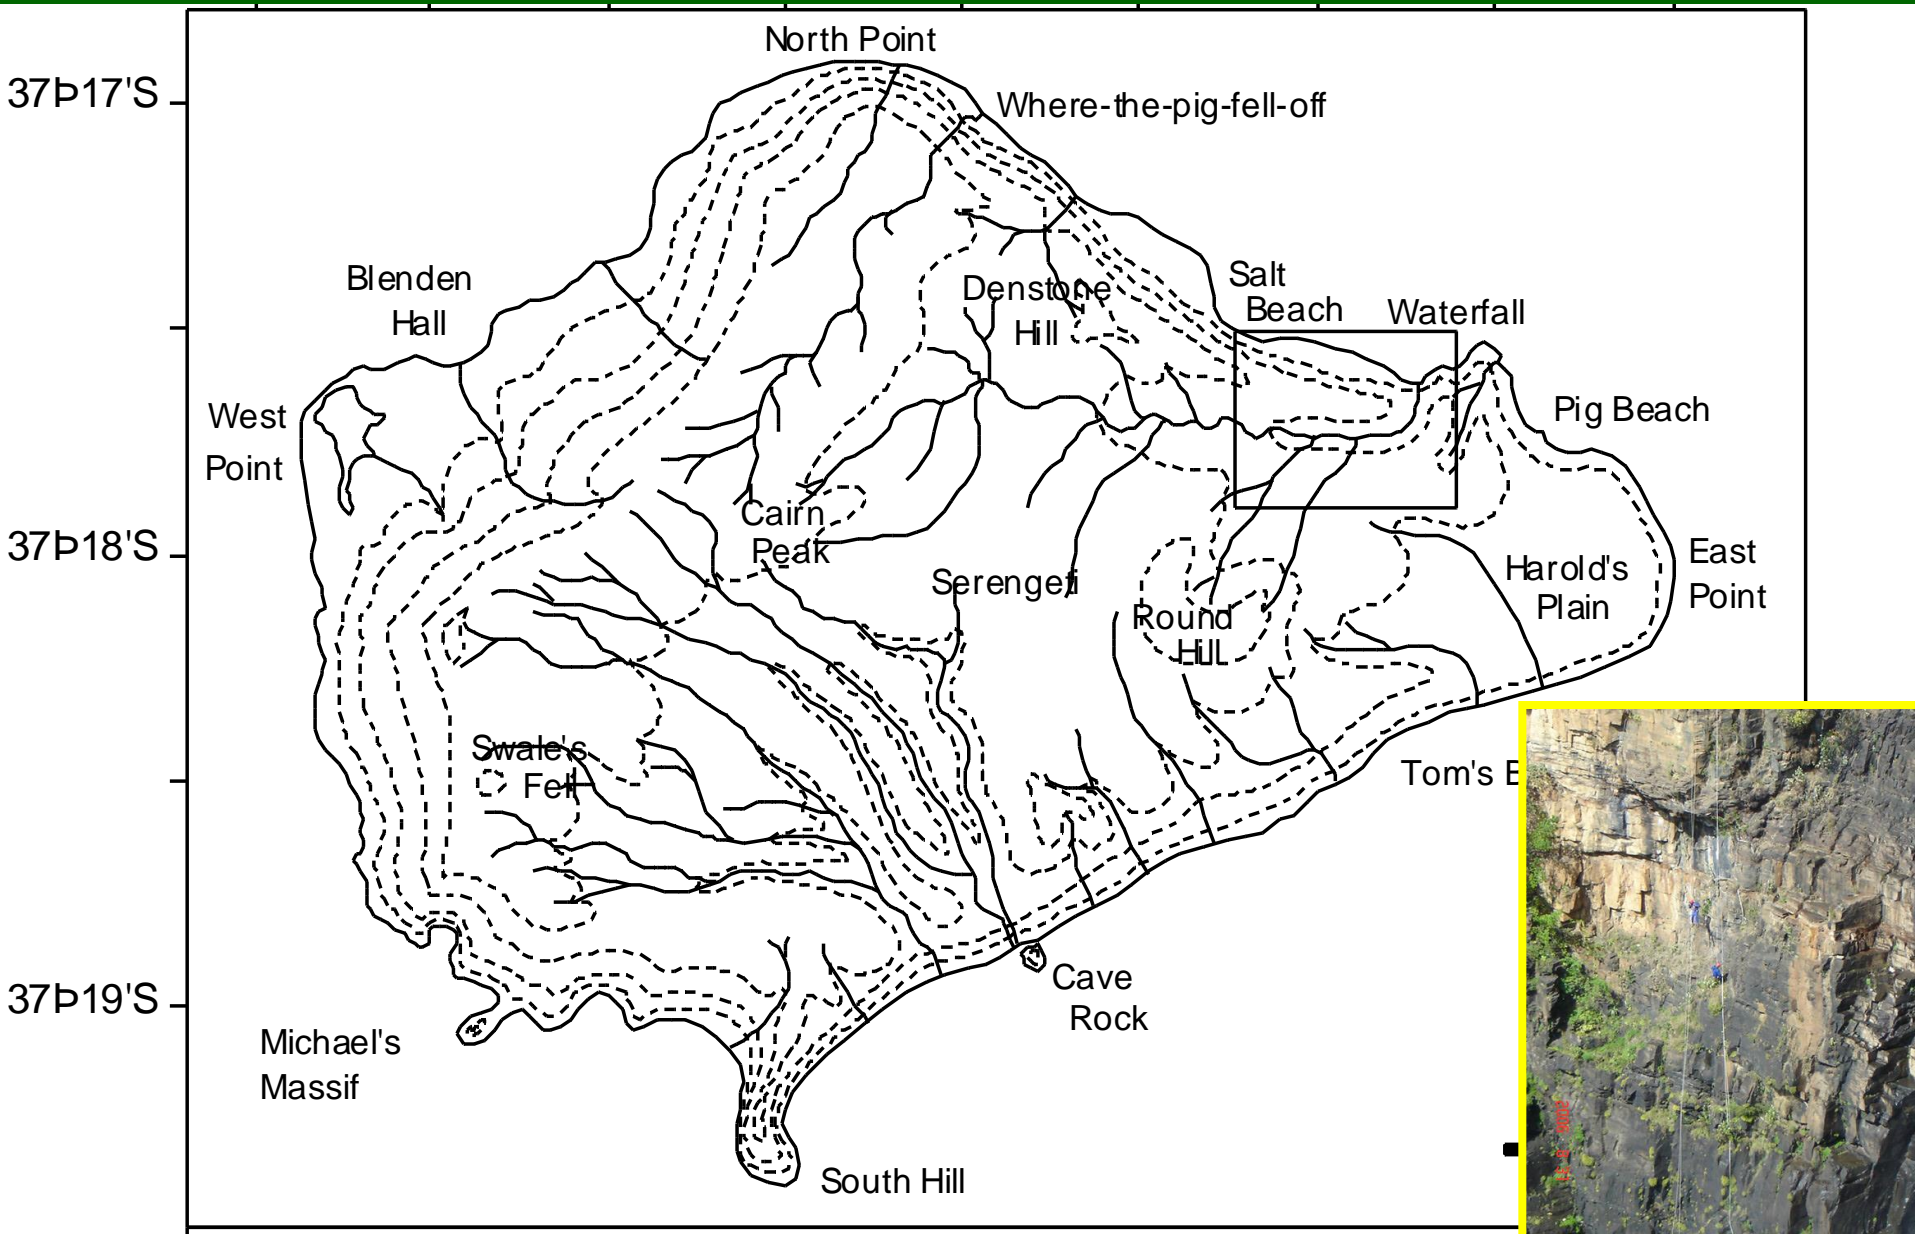 North Point
37Þ17'S
Where-the-pig-fell-off
Blenden
Hall
Denstone
Hill
Salt
Beach
Waterfall
West
Point
Pig Beach
Cairn
Peak
37Þ18'S
Serengeti
Round
Hill
Harold's
Plain
East
Point
Swale's
Fell
Tom's
Cave
Rock
37Þ19'S
Michael's
Massif
South Hill